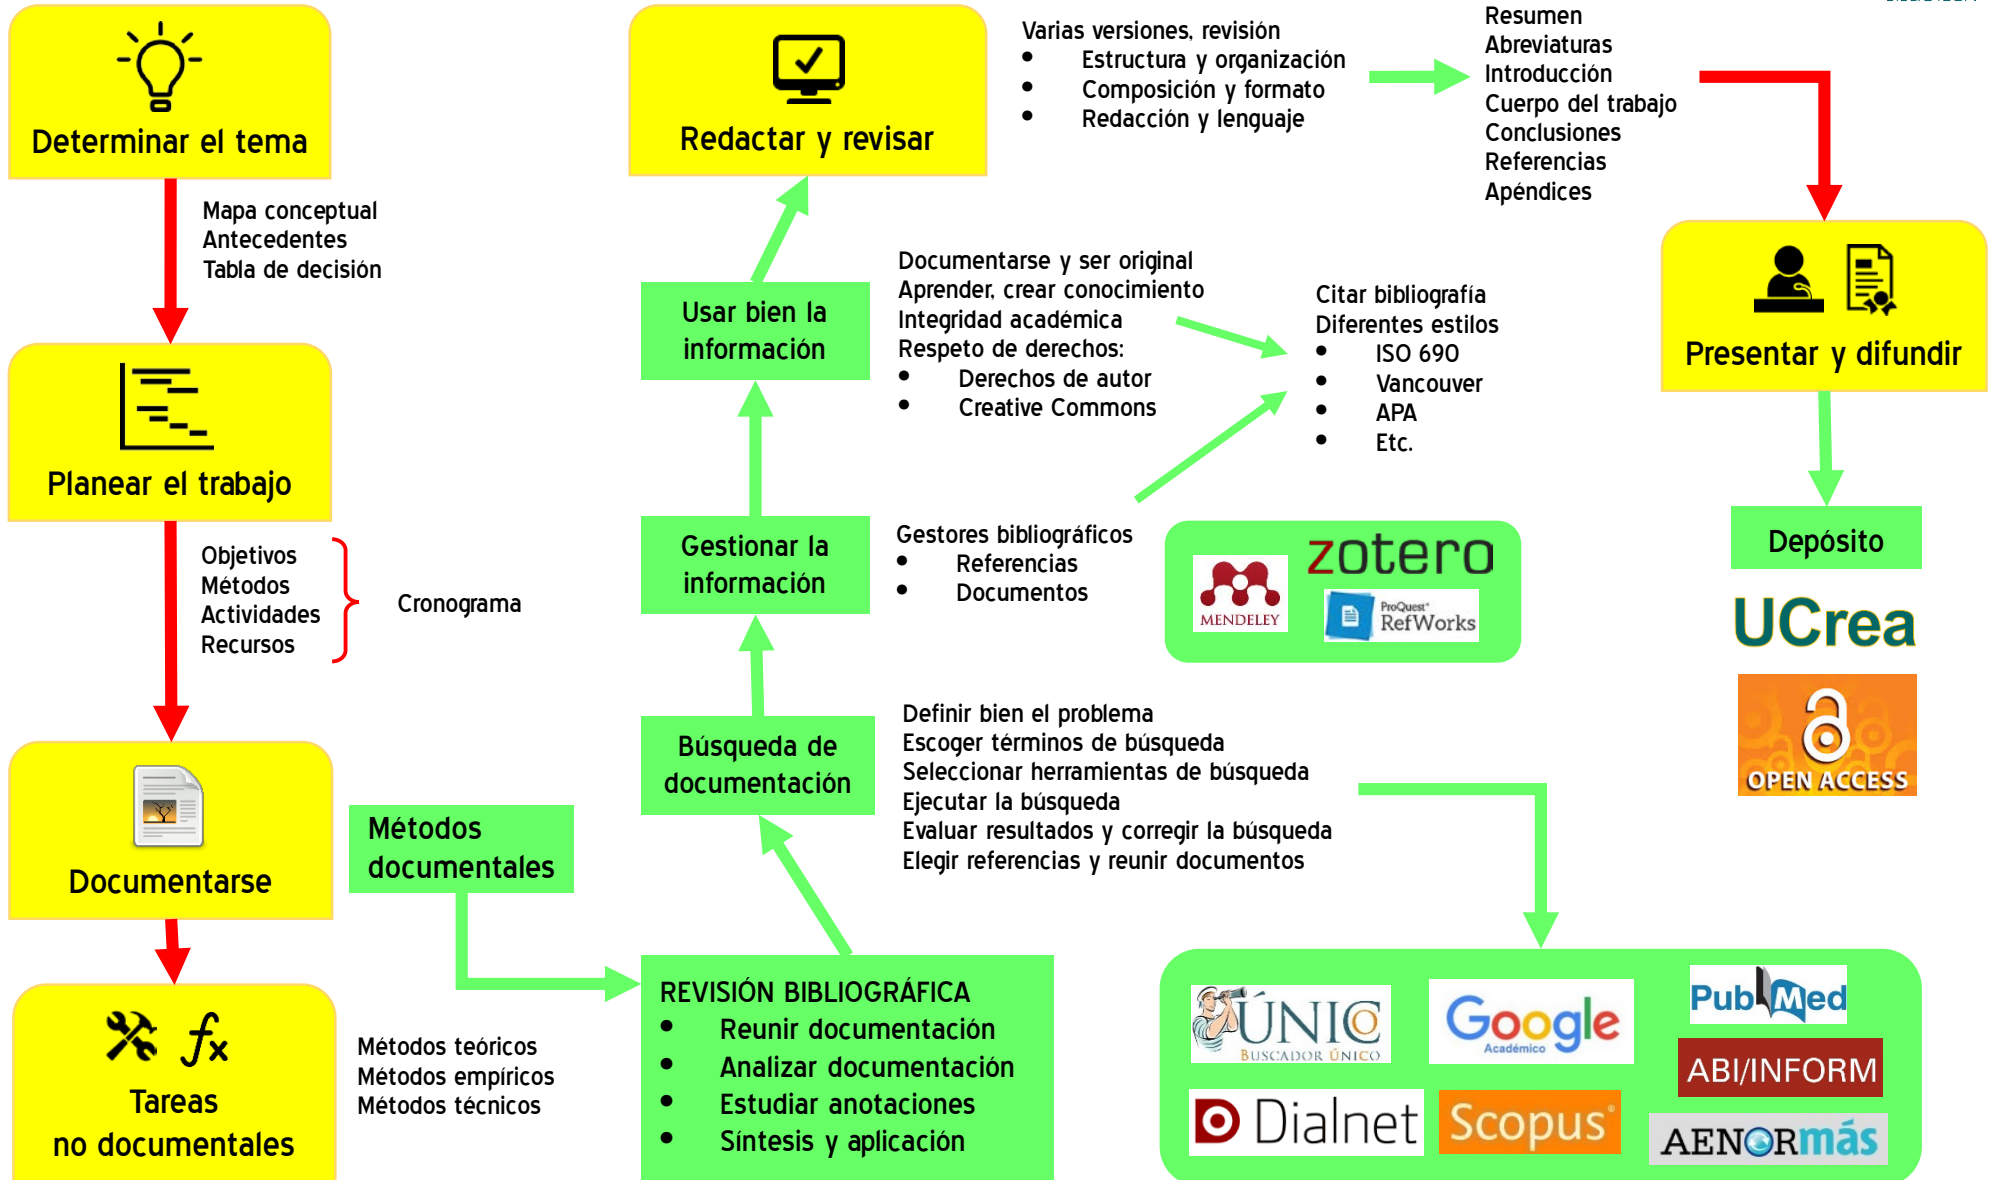 Determinar el tema
Mapa conceptual
Antecedentes
Tabla de decisión
Planear el trabajo
Objetivos
Métodos
Actividades
Recursos
Cronograma
Documentarse
Métodos
documentales
Tareas
no documentales
Métodos teóricos
Métodos empíricos
Métodos técnicos
REVISIÓN BIBLIOGRÁFICA
• Reunir documentación
• Analizar documentación
• Estudiar anotaciones
• Síntesis y aplicación
Búsqueda de
documentación
Definir bien el problema
Escoger términos de búsqueda
Seleccionar herramientas de búsqueda
Ejecutar la búsqueda
Evaluar resultados y corregir la búsqueda
Elegir referencias y reunir documentos
ÚNICO
BUSCADOR ÚNICO
Google
Académico
PubMed
ABI/INFORM
Dialnet
Scopus
AENORmás
Gestionar la
información
Gestores bibliográficos
• Referencias
• Documentos
MENDELEY
zotero
ProQuest
RefWorks
Usar bien la
información
Documentarse y ser original
Aprender, crear conocimiento
Integridad académica
Respeto de derechos:
• Derechos de autor
• Creative Commons
Citar bibliografía
Diferentes estilos
• ISO 690
• Vancouver
• APA
• Etc.
Redactar y revisar
Varias versiones, revisión
• Estructura y organización
• Composición y formato
• Redacción y lenguaje
Resumen
Abreviaturas
Introducción
Cuerpo del trabajo
Conclusiones
Referencias
Apéndices
Presentar y difundir
Depósito
UCrea
OPEN ACCESS
fx